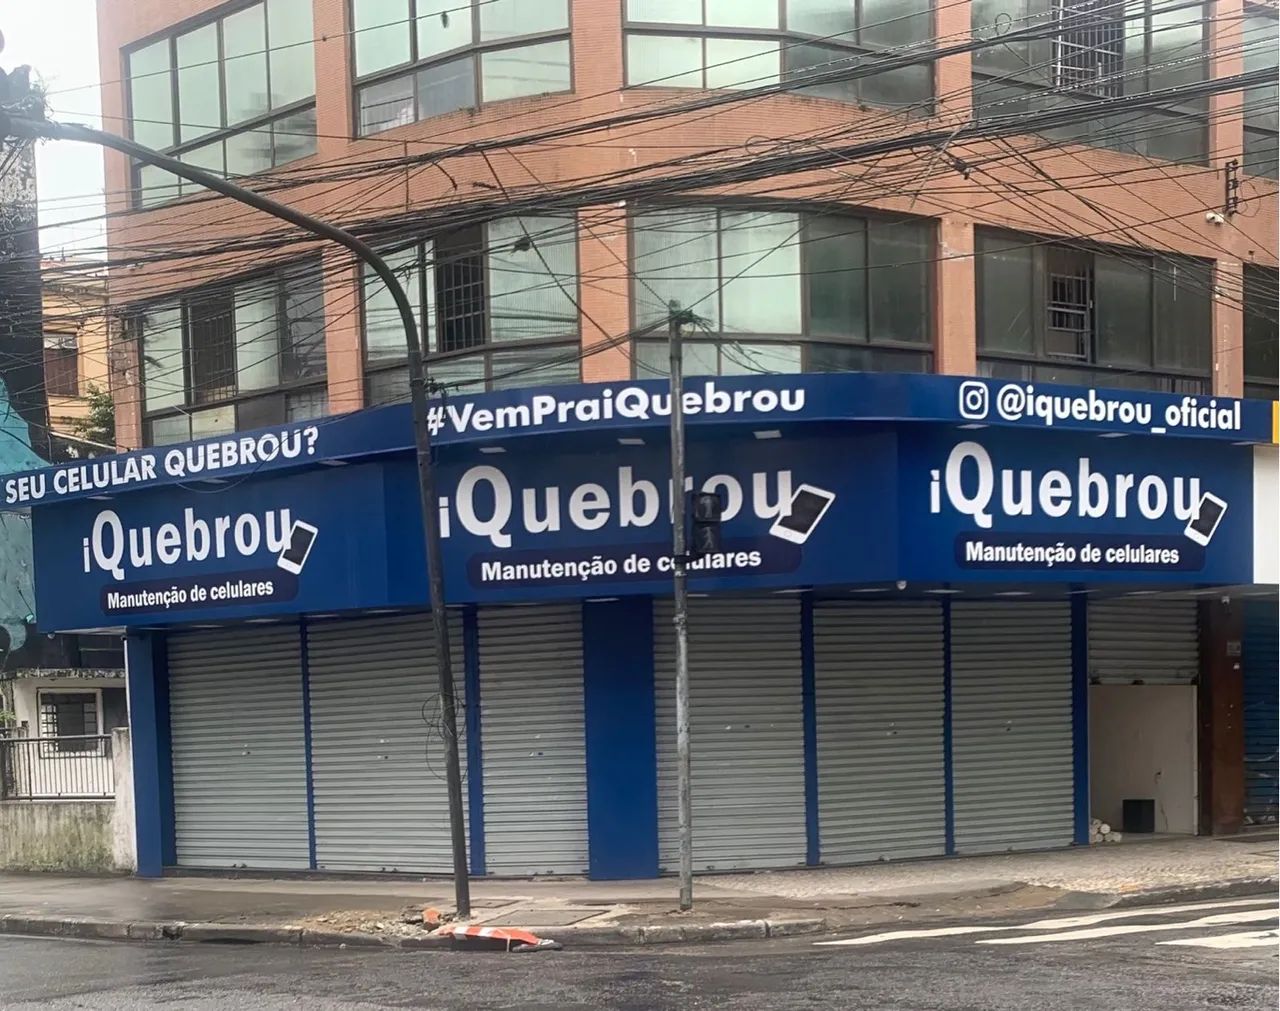 SEU CELULAR QUEBROU?
#VemPraiQuebrou
@iquebrou_oficial
iQuebrou
Manutenção de celulares
iQuebrou
Manutenção de celulares
iQuebrou
Manutenção de celulares